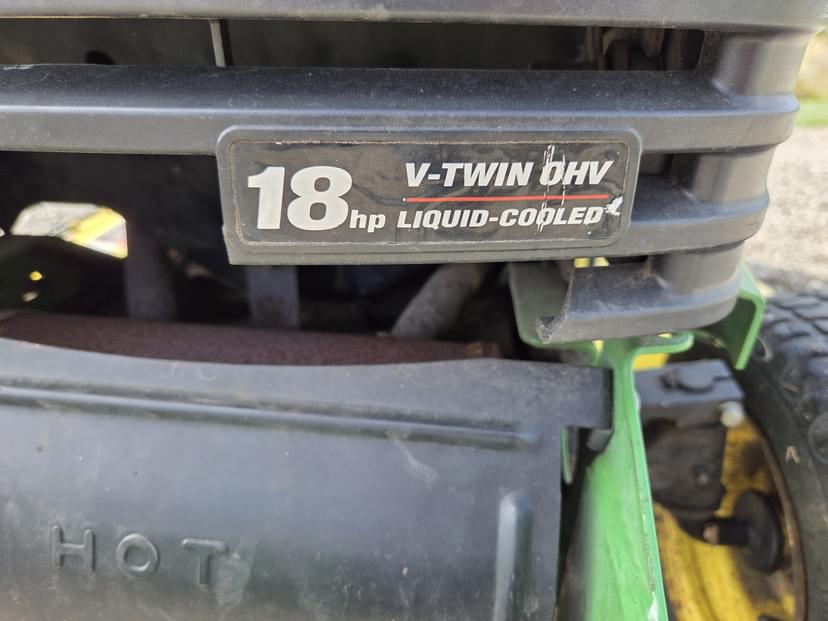 18hp
V-TWIN OHV
LIQUID-COOLED
HOT